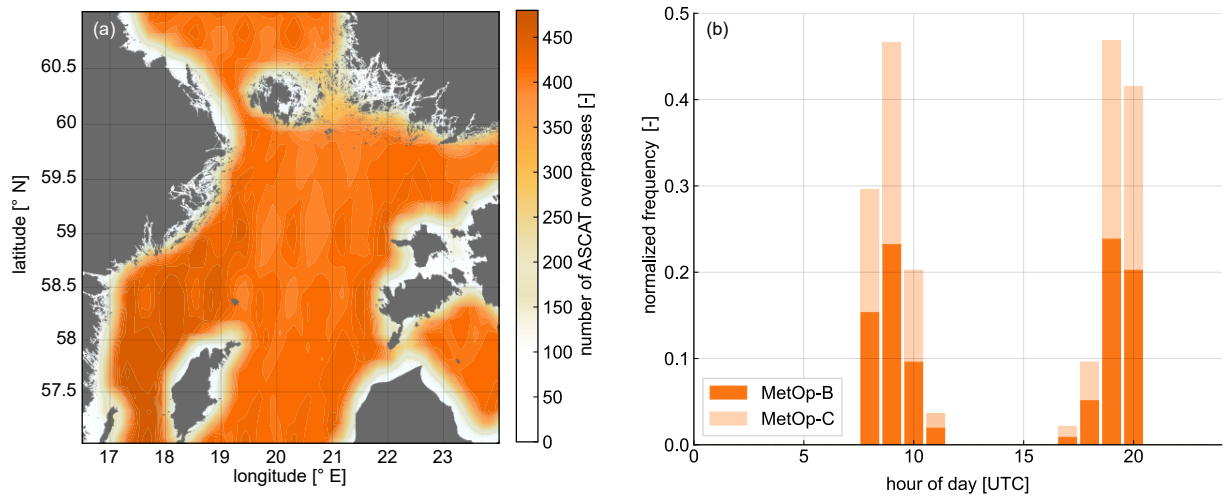 (a)
60.5
60
59.5
59
58.5
58
57.5
latitude [° N]
17 18 19 20 21 22 23
longitude [° E]
450
400
350
300
250
200
150
100
50
0
number of ASCAT overpasses [-]
(b)
0.5
0.4
0.3
0.2
0.1
0.0
normalized frequency [-]
MetOp-B
MetOp-C
0 5 10 15 20
hour of day [UTC]